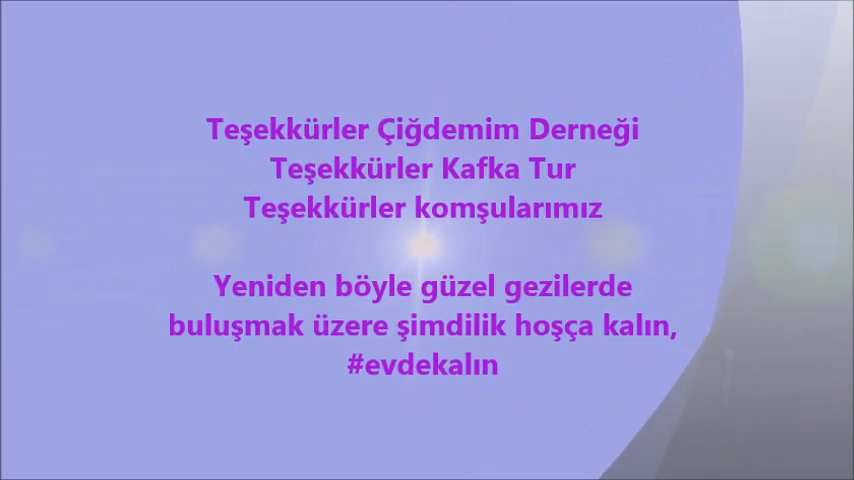 Teşekkürler Çiğdemim Derneği
Teşekkürler Kafka Tur
Teşekkürler komşularımız
Yeniden böyle güzel gezilerde
buluşmak üzere şimdilik hoşça kalın,
#evdekalın